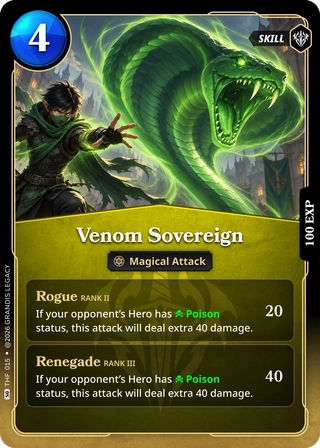 4
SKILL
Venom Sovereign
Magical Attack
100 EXP
Rogue RANK II
If your opponent's Hero has Poison
status, this attack will deal extra 40 damage.
20
Renegade RANK III
If your opponent's Hero has Poison
status, this attack will deal extra 40 damage.
40
SG THF 015 • @2026 GRANDIS LEGACY